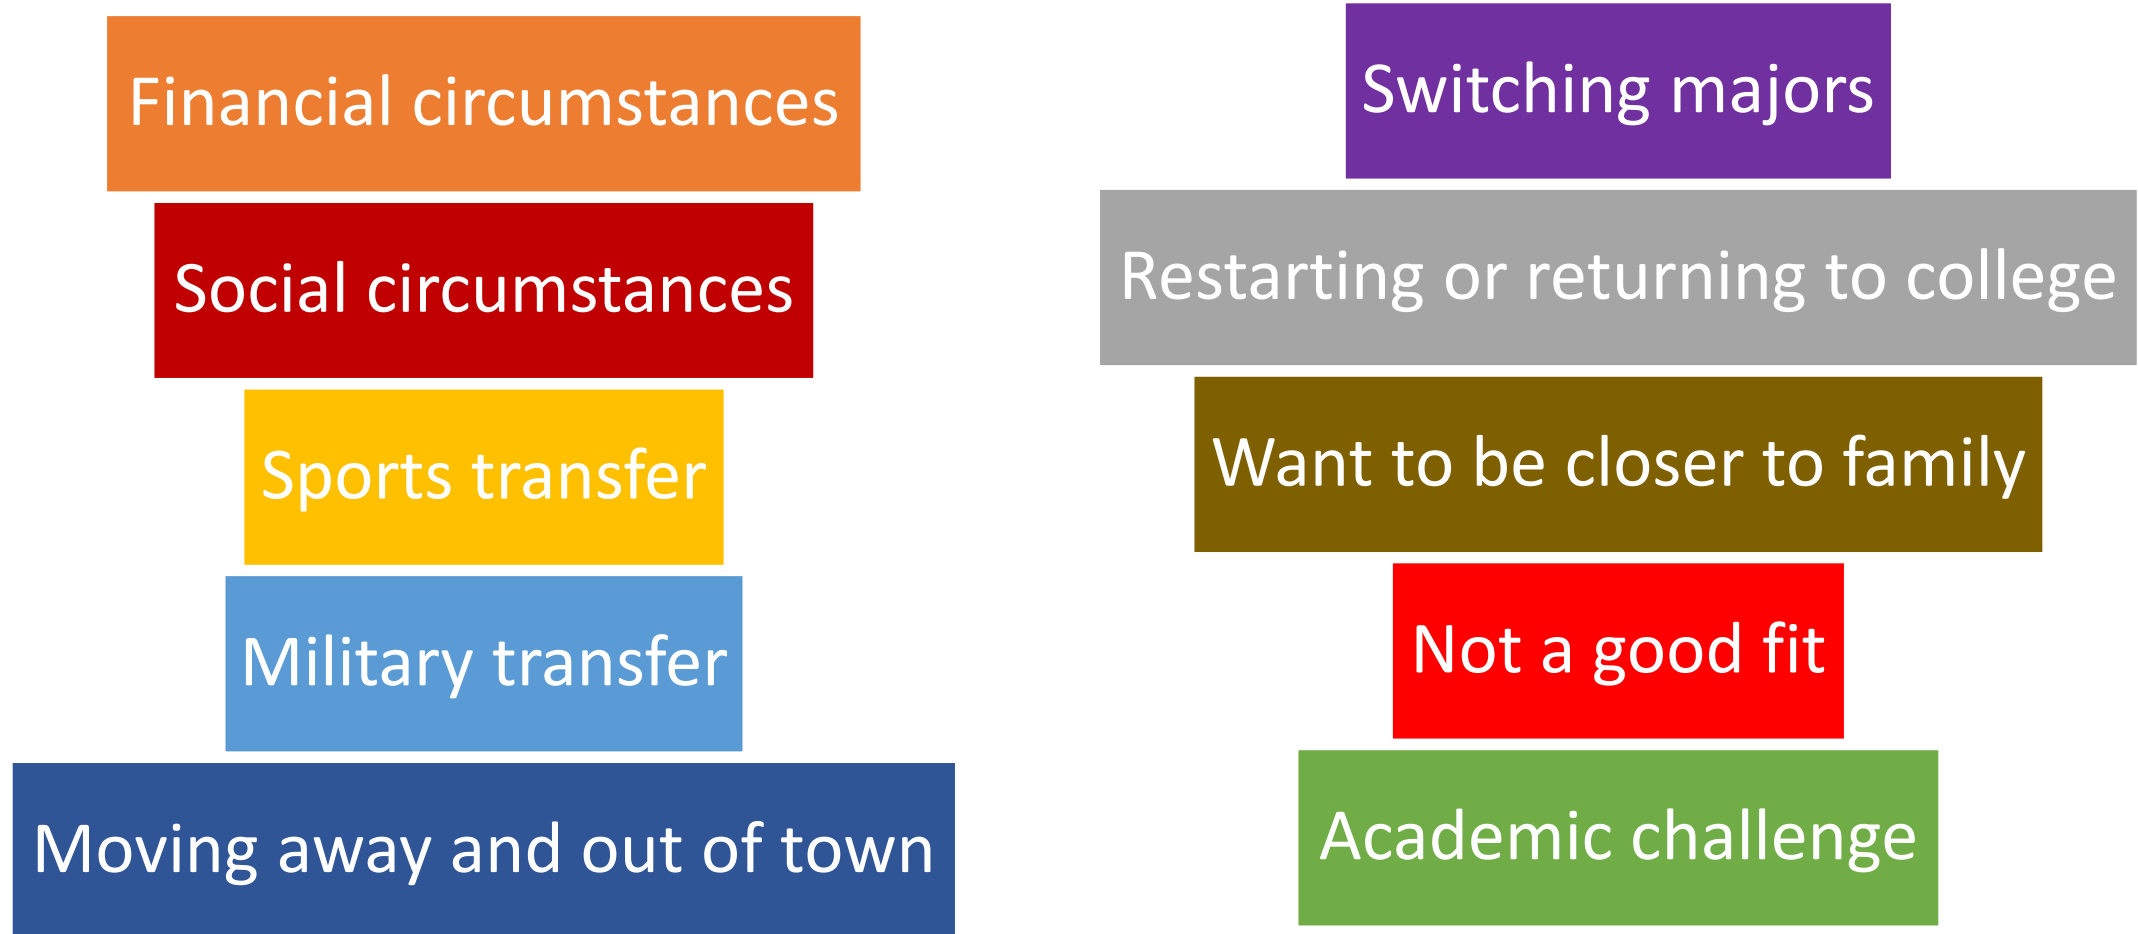 Financial circumstances
Social circumstances
Sports transfer
Military transfer
Moving away and out of town
Switching majors
Restarting or returning to college
Want to be closer to family
Not a good fit
Academic challenge